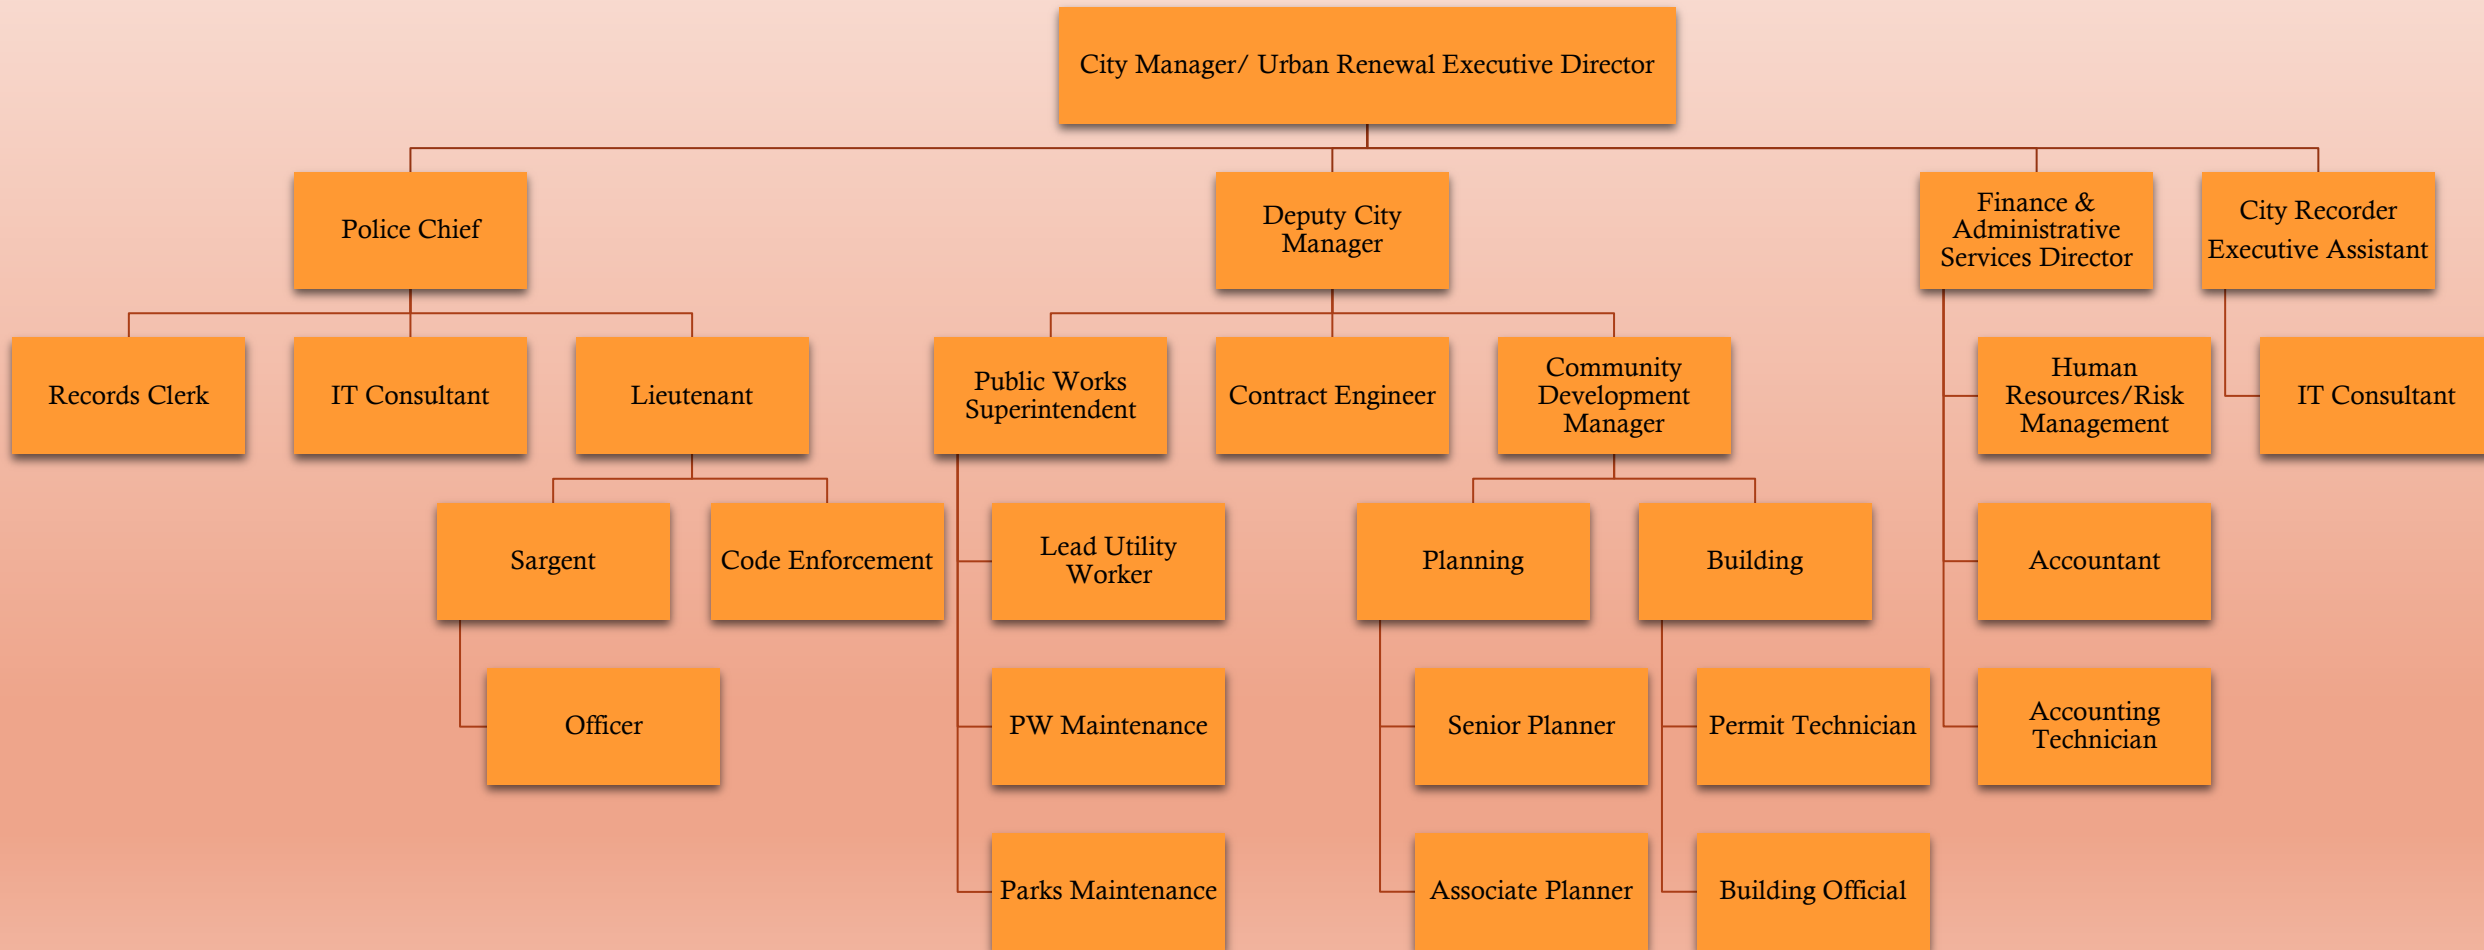 City Manager/ Urban Renewal Executive Director
Police Chief
Deputy City
Manager
Finance &
Administrative
Services Director
City Recorder
Executive Assistant
Records Clerk
IT Consultant
Lieutenant
Public Works
Superintendent
Contract Engineer
Community
Development
Manager
Human
Resources/Risk
Management
IT Consultant
Sargent
Code Enforcement
Lead Utility
Worker
Planning
Building
Accountant
Officer
PW Maintenance
Senior Planner
Permit Technician
Accounting
Technician
Parks Maintenance
Associate Planner
Building Official